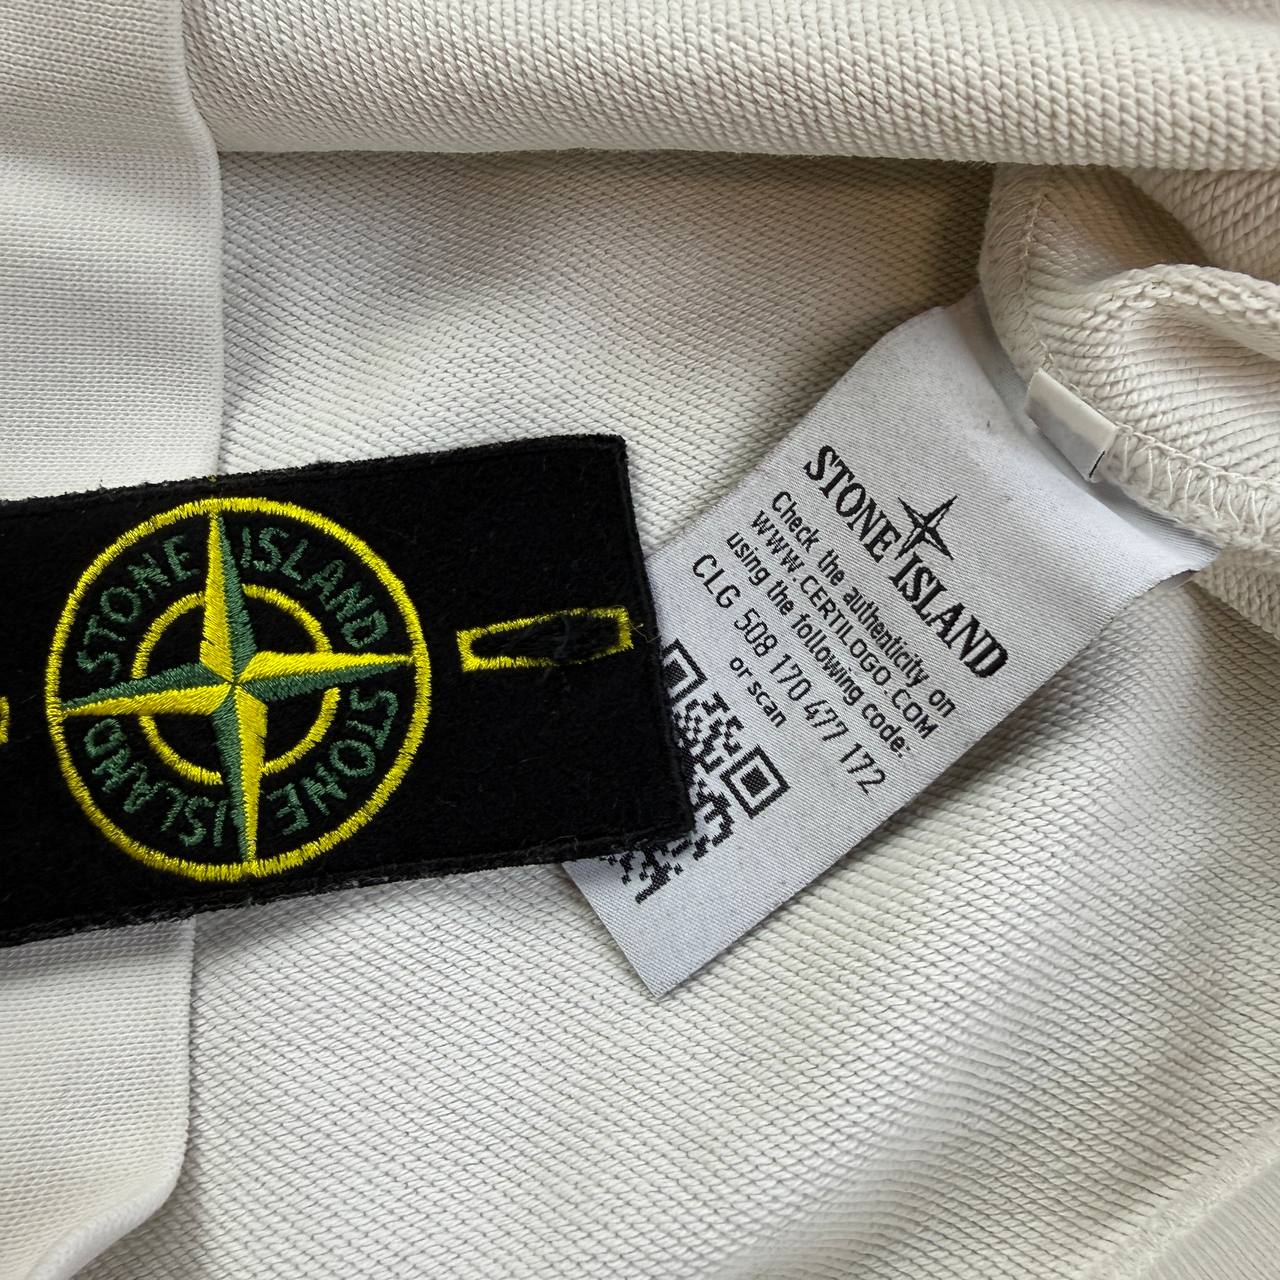 STONE ISLAND
STONE ISLAND
STONE ISLAND
Check the authenticity on
WWW.CERTILOGO.COM
using the following code:
CLG 508 170 477 172
or scan